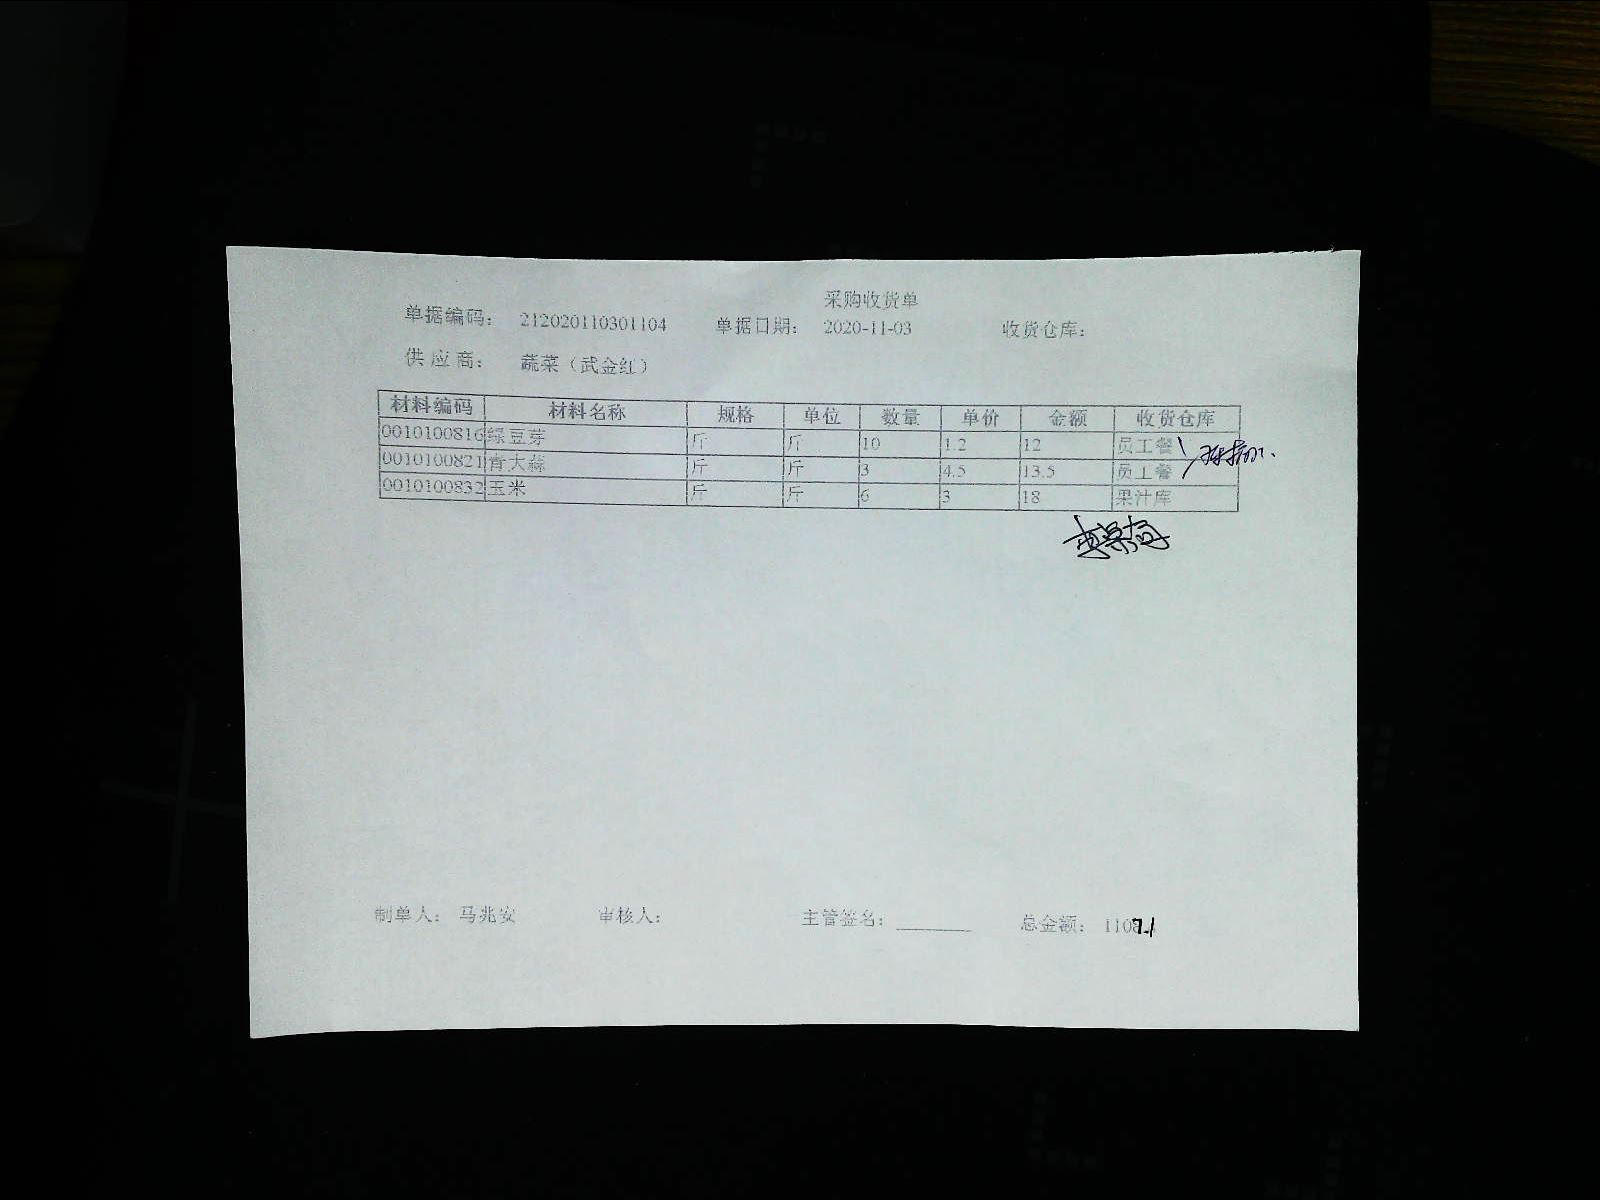 采购收货单
单据编码： 212020110301104 单据日期： 2020-11-03 收货仓库：
供 应 商： 蔬菜（武金红）
材料编码 材料名称 规格 单位 数量 单价 金额 收货仓库
0010100816 绿豆芽 斤 斤 10 1.2 12 员工餐
0010100821 青大蒜 斤 斤 3 4.5 13.5 员工餐
0010100832 玉米 斤 斤 6 3 18 果汁库
制单人： 马兆安 审核人： 主管签名： 总金额： 1107.1